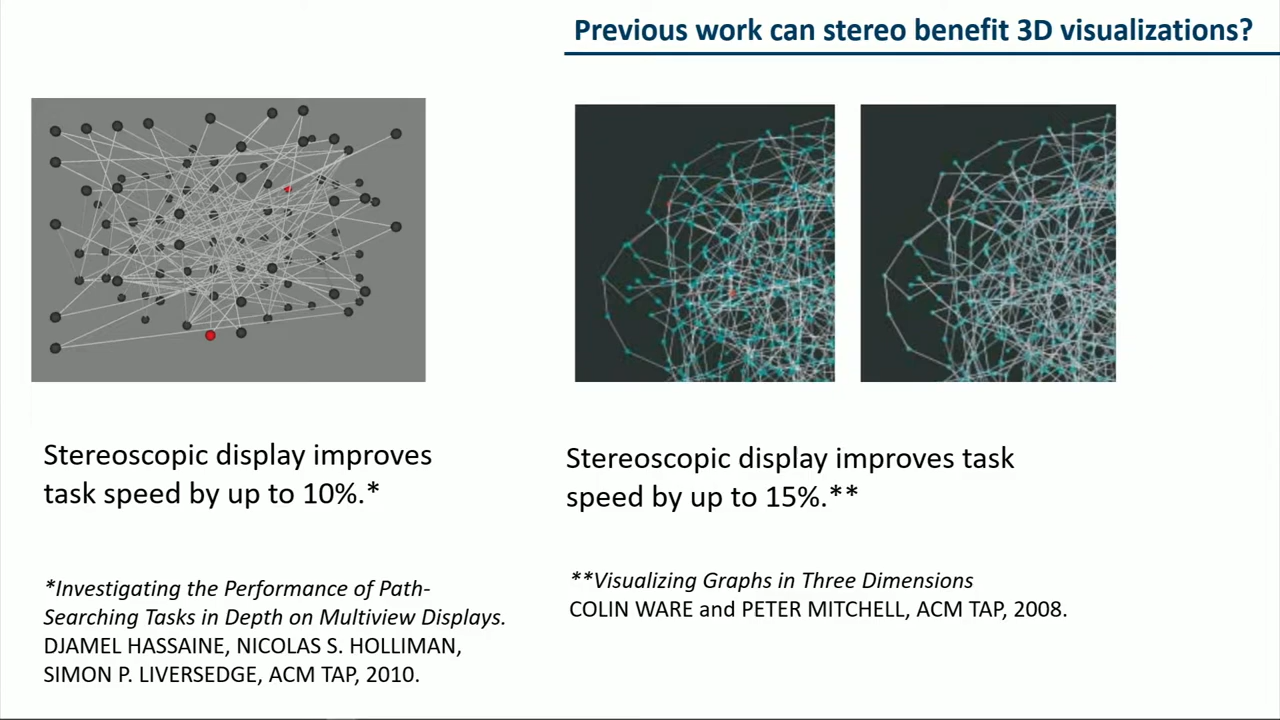 Previous work can stereo benefit 3D visualizations?
Stereoscopic display improves
task speed by up to 10%.*
Stereoscopic display improves task
speed by up to 15%.**
*Investigating the Performance of Path-
Searching Tasks in Depth on Multiview Displays.
DJAMEL HASSAINE, NICOLAS S. HOLLIMAN,
SIMON P. LIVERSEDGE, ACM TAP, 2010.
**Visualizing Graphs in Three Dimensions
COLIN WARE and PETER MITCHELL, ACM TAP, 2008.